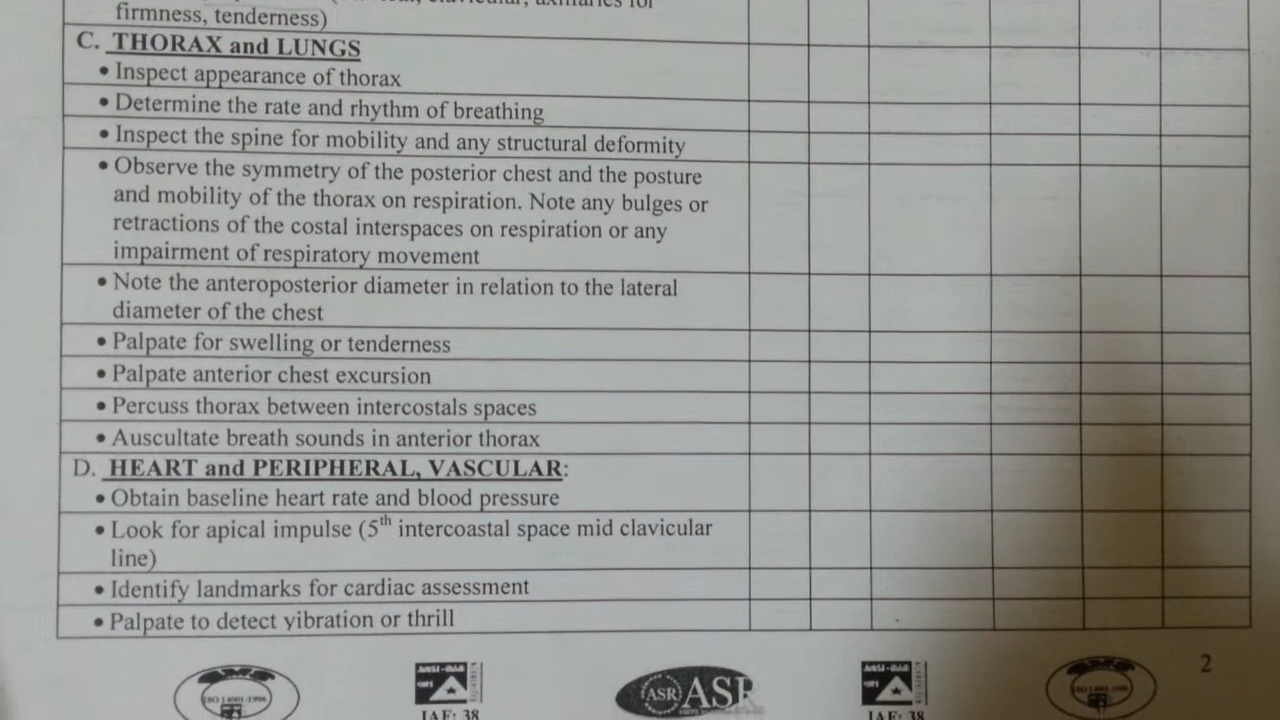 firmness, tenderness)
C. THORAX and LUNGS
• Inspect appearance of thorax
• Determine the rate and rhythm of breathing
• Inspect the spine for mobility and any structural deformity
• Observe the symmetry of the posterior chest and the posture
and mobility of the thorax on respiration. Note any bulges or
retractions of the costal interspaces on respiration or any
impairment of respiratory movement
• Note the anteroposterior diameter in relation to the lateral
diameter of the chest
• Palpate for swelling or tenderness
• Palpate anterior chest excursion
• Percuss thorax between intercostals spaces
• Auscultate breath sounds in anterior thorax
D. HEART and PERIPHERAL, VASCULAR:
• Obtain baseline heart rate and blood pressure
• Look for apical impulse (5th intercoastal space mid clavicular
line)
• Identify landmarks for cardiac assessment
• Palpate to detect vibration or thrill
2
ASR ASR
IAF: 38
IAF: 38